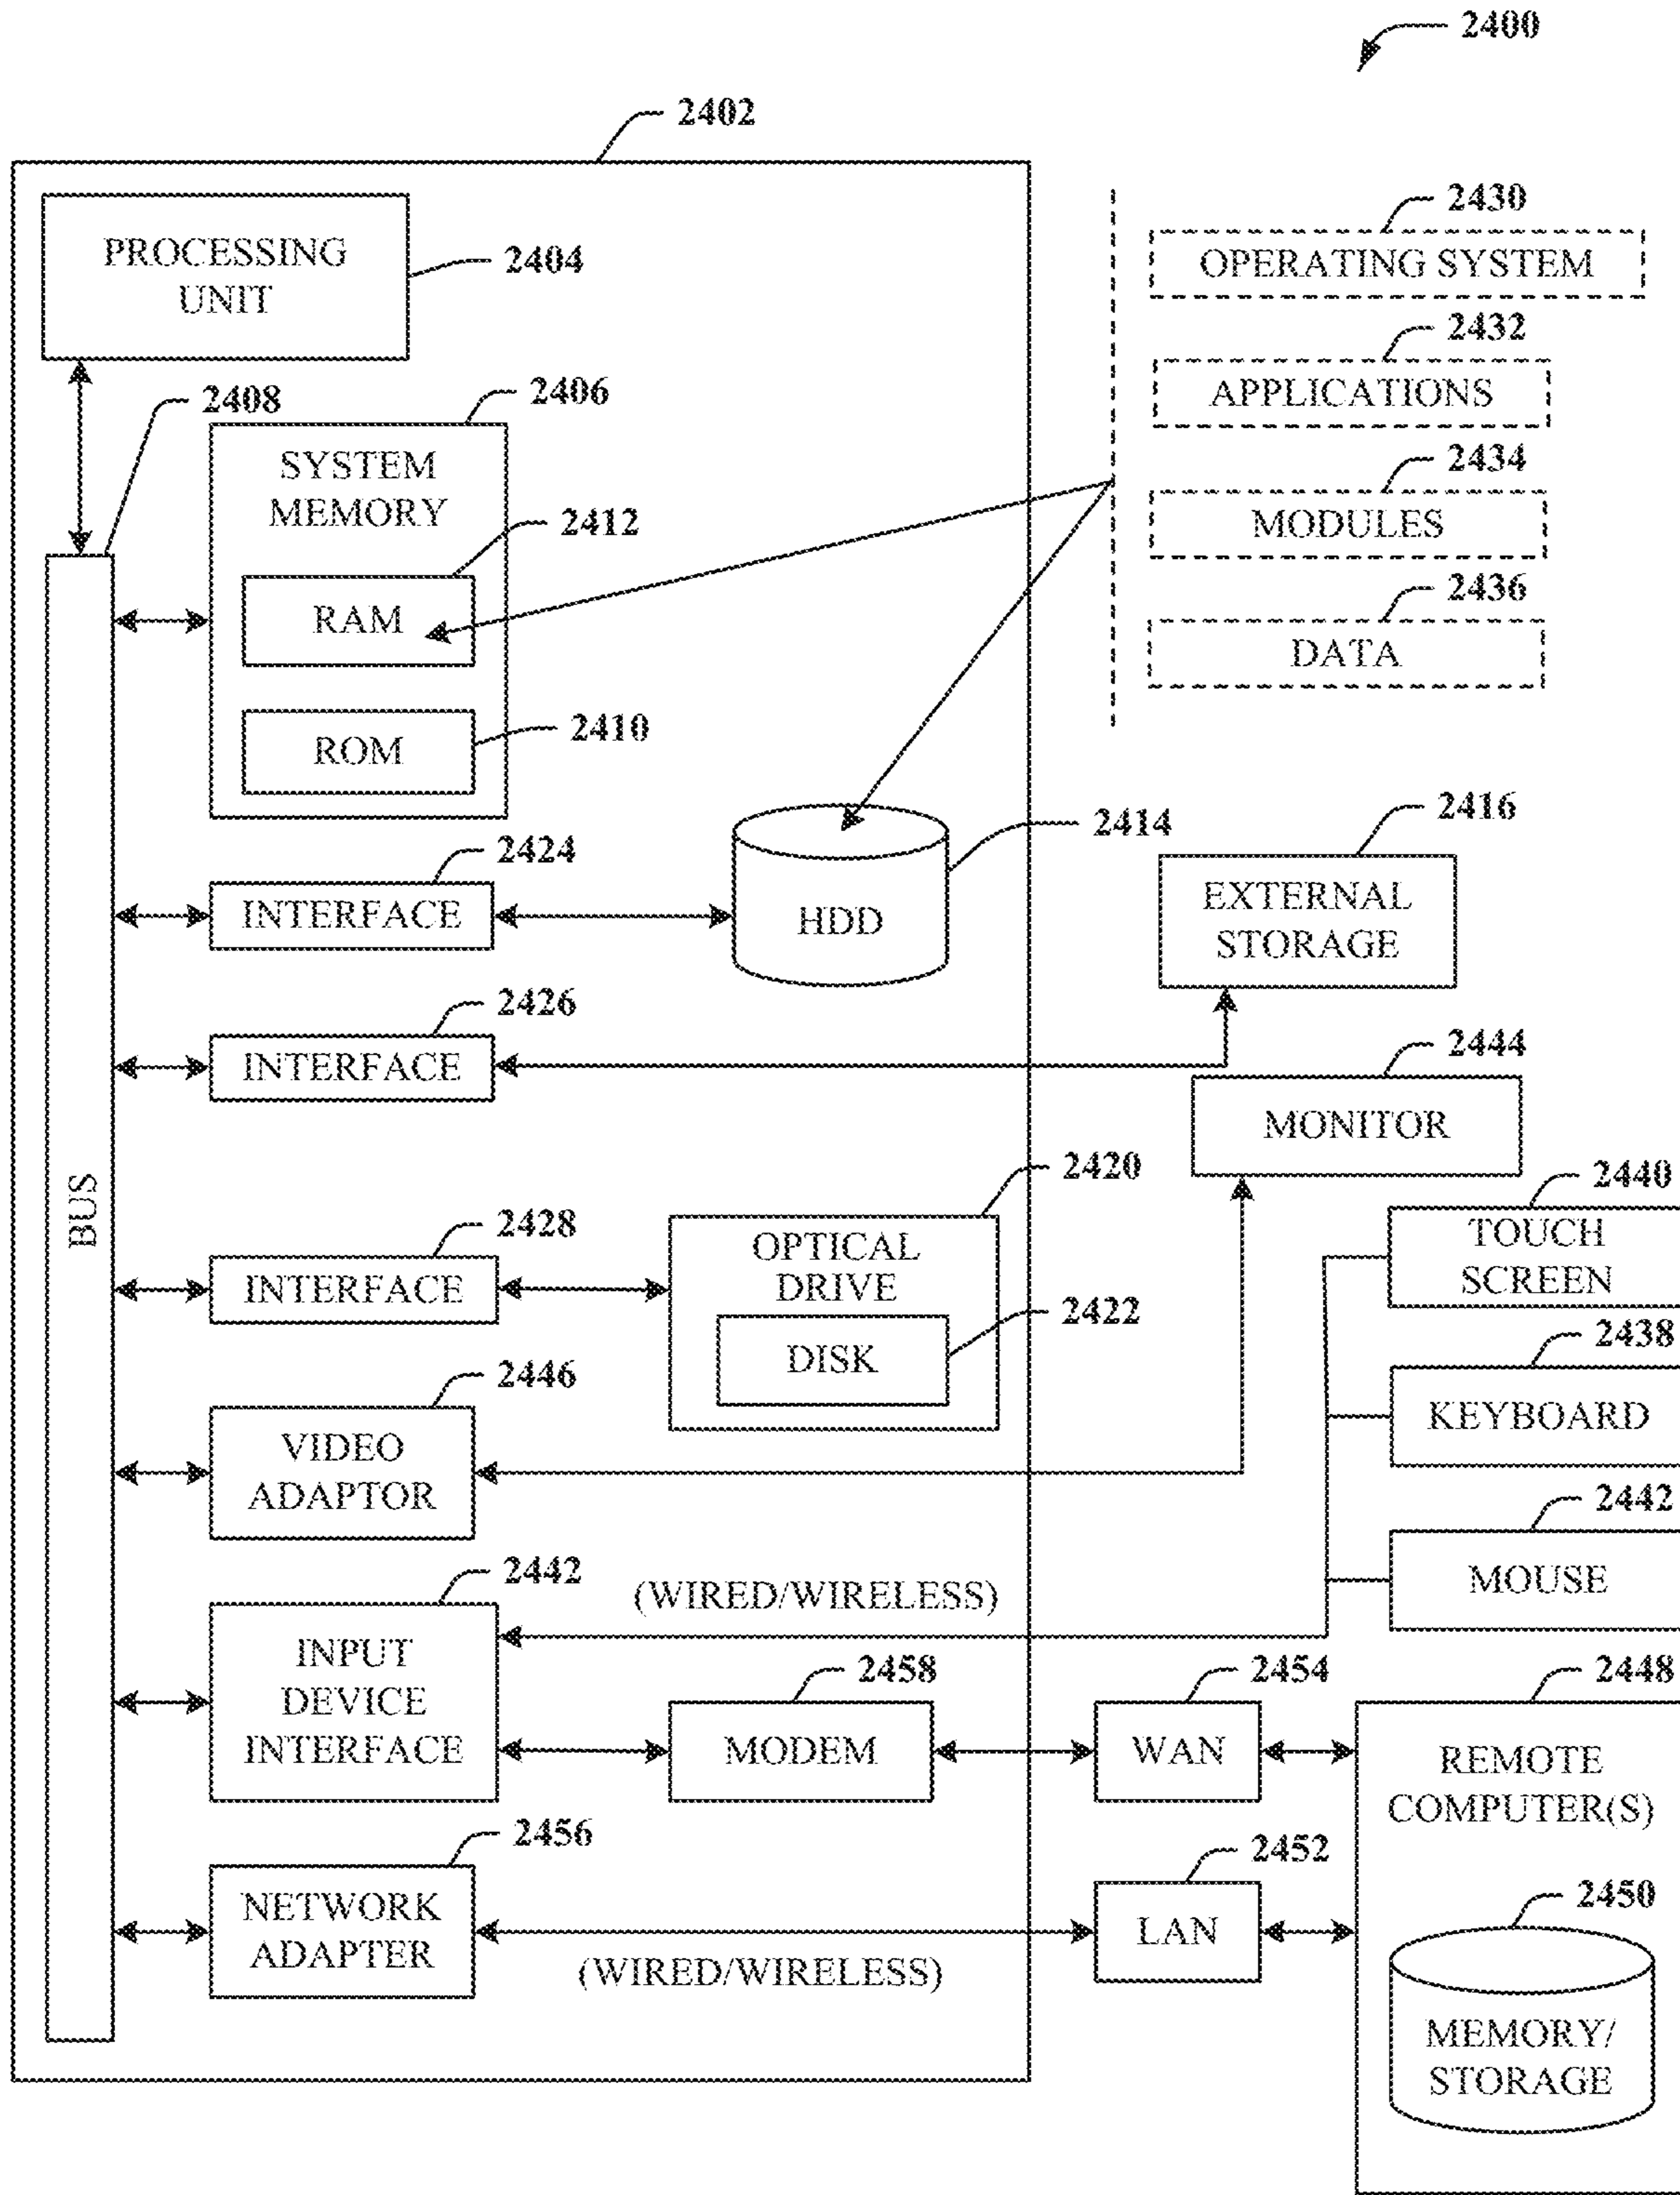 2400
2402
PROCESSING
UNIT
2404
2430
OPERATING SYSTEM
2432
APPLICATIONS
2434
MODULES
2436
DATA
2408
2406
SYSTEM
MEMORY
2412
RAM
2410
ROM
2424
INTERFACE
2414
HDD
2416
EXTERNAL
STORAGE
2426
INTERFACE
2444
MONITOR
BUS
2428
INTERFACE
2420
OPTICAL
DRIVE
2422
DISK
2440
TOUCH
SCREEN
2438
KEYBOARD
2446
VIDEO
ADAPTOR
2442
MOUSE
2442
INPUT
DEVICE
INTERFACE
(WIRED/WIRELESS)
2458
MODEM
2454
WAN
2448
REMOTE
COMPUTER(S)
2456
NETWORK
ADAPTER
(WIRED/WIRELESS)
2452
LAN
2450
MEMORY/
STORAGE